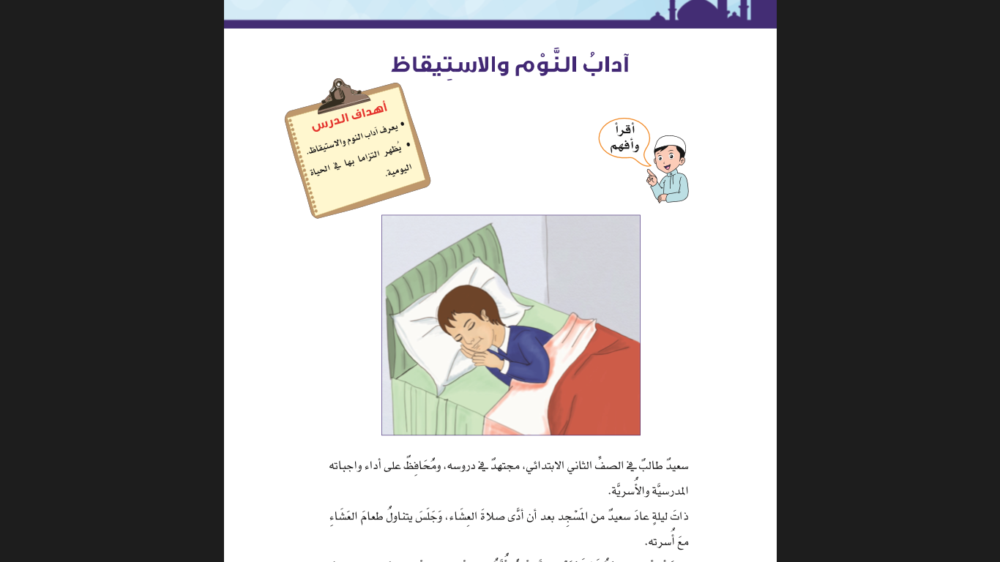 آدابُ النَّوْم والاستِيقاظ
أهداف الدرس
• يعرف آداب النوم والاستيقاظ.
• يُظهر التزاما بها في الحياة
اليومية.
أقرأ
وأفهم
سعيدٌ طالبٌ في الصفِّ الثاني الابتدائي، مجتهدٌ في دروسه، ومُحَافِظٌ على أداء واجباته
المدرسيَّة والأُسريَّة.
ذاتَ ليلةٍ عادَ سعيدٌ من المَسْجِد بعد أن أدَّى صلاةَ العِشَاء، وَجَلَسَ يتناولُ طعامَ العَشَاءِ
معَ أُسرته.